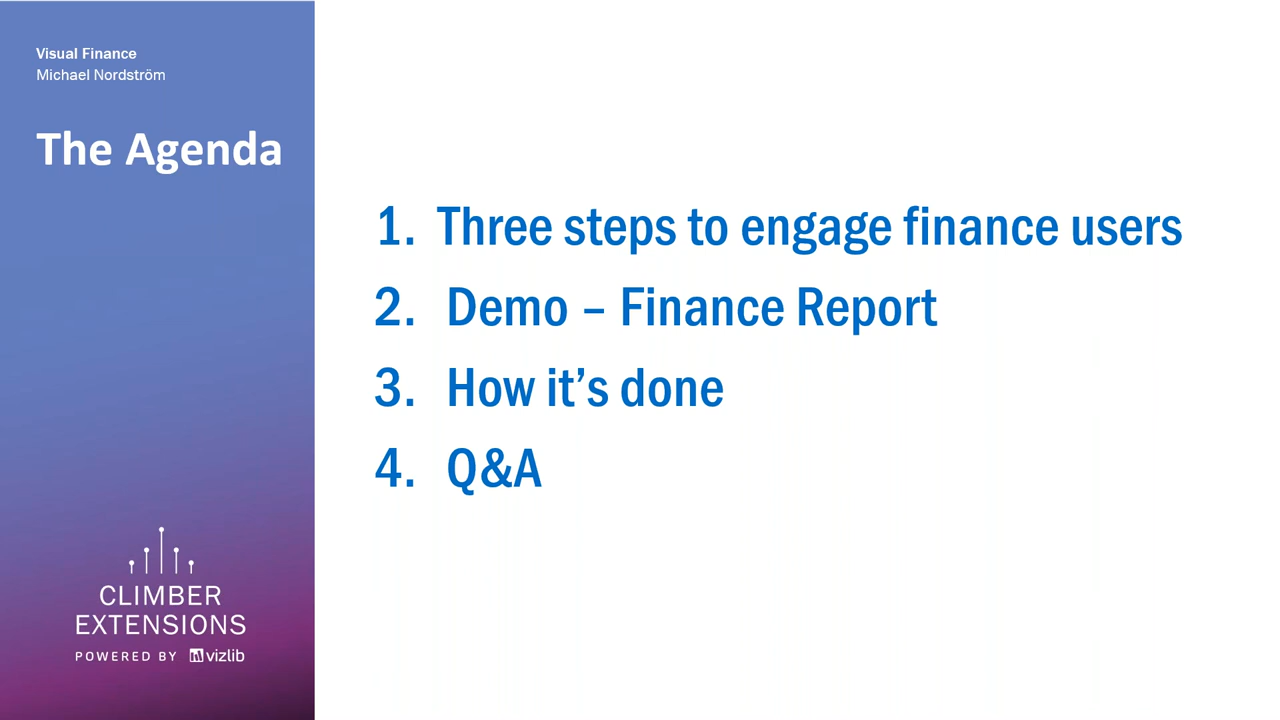 Visual Finance
Michael Nordström
The Agenda
1. Three steps to engage finance users
2. Demo – Finance Report
3. How it’s done
4. Q&A
CLIMBER
EXTENSIONS
POWERED BY vizlib